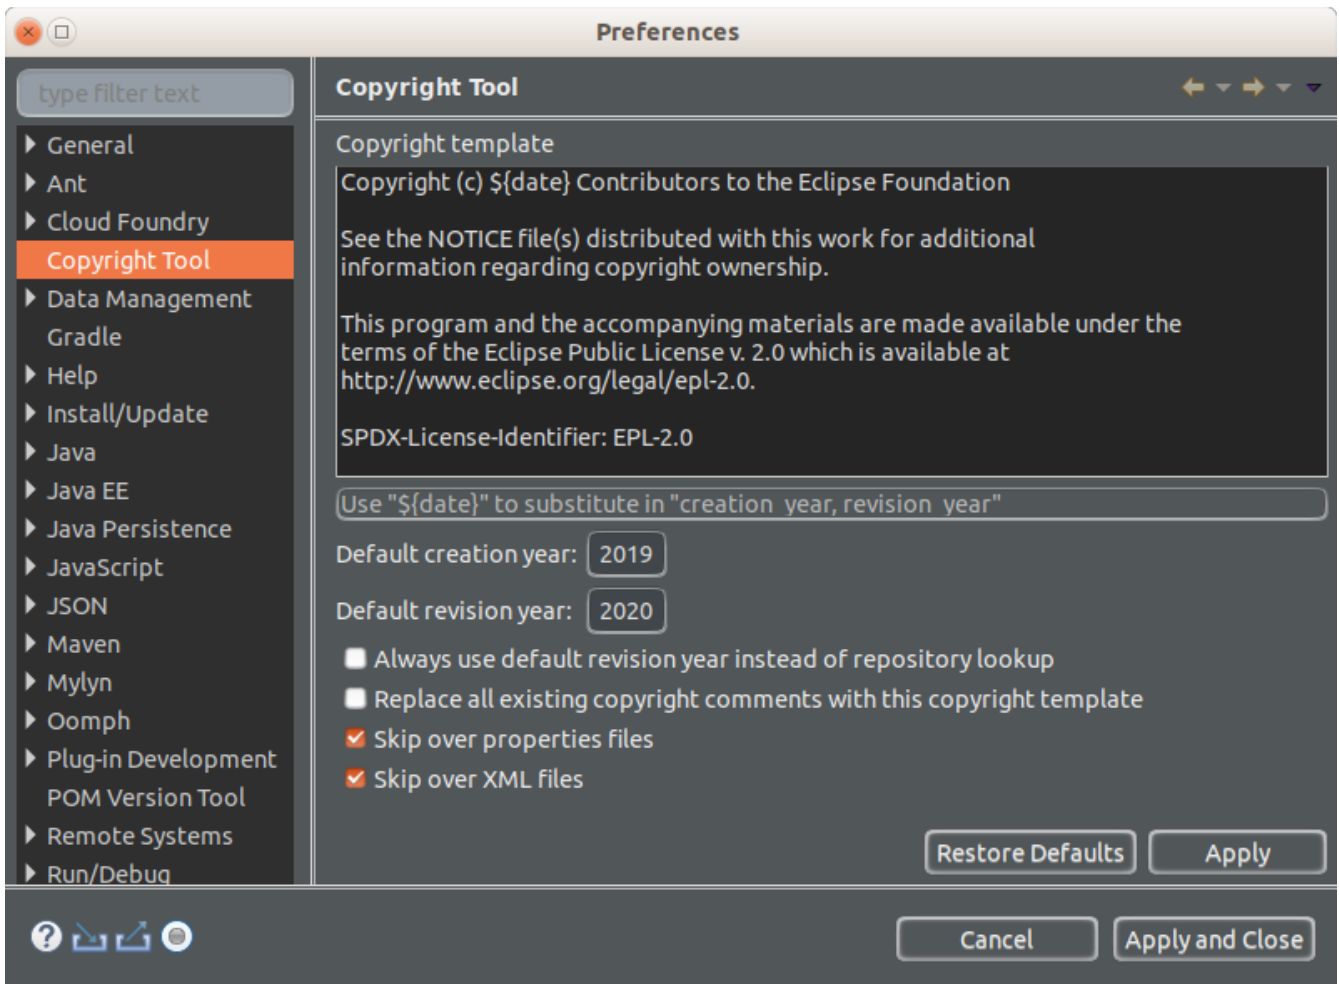 Preferences
type filter text
General
Ant
Cloud Foundry
Copyright Tool
Data Management
Gradle
Help
Install/Update
Java
Java EE
Java Persistence
JavaScript
JSON
Maven
Mylyn
Oomph
Plug-in Development
POM Version Tool
Remote Systems
Run/Debug
Copyright Tool
Copyright template
Copyright (c) ${date} Contributors to the Eclipse Foundation
See the NOTICE file(s) distributed with this work for additional
information regarding copyright ownership.
This program and the accompanying materials are made available under the
terms of the Eclipse Public License v. 2.0 which is available at
http://www.eclipse.org/legal/epl-2.0.
SPDX-License-Identifier: EPL-2.0
Use "${date}" to substitute in "creation_year, revision_year"
Default creation year: 2019
Default revision year: 2020
Always use default revision year instead of repository lookup
Replace all existing copyright comments with this copyright template
Skip over properties files
Skip over XML files
Restore Defaults Apply
Cancel Apply and Close